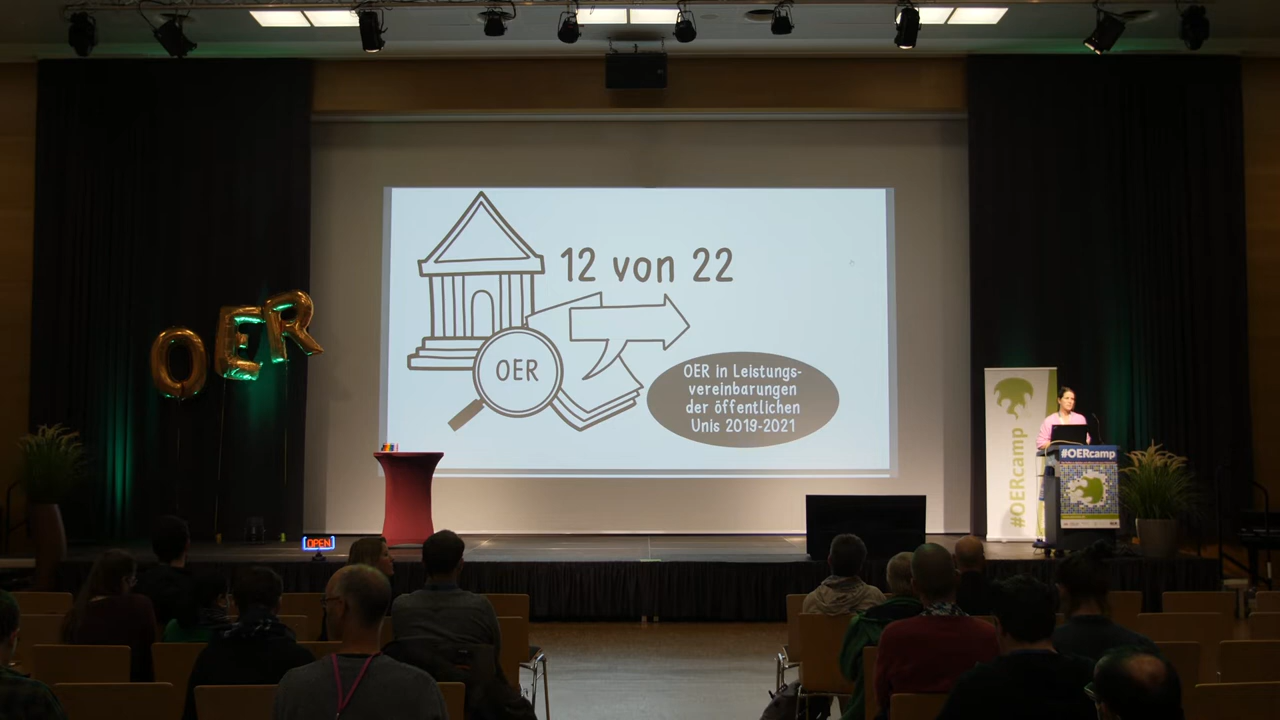 12 von 22
OER
OER in Leistungs-
vereinbarungen
der öffentlichen
Unis 2019-2021
OER
OPEN
#OERcamp
#OERcamp